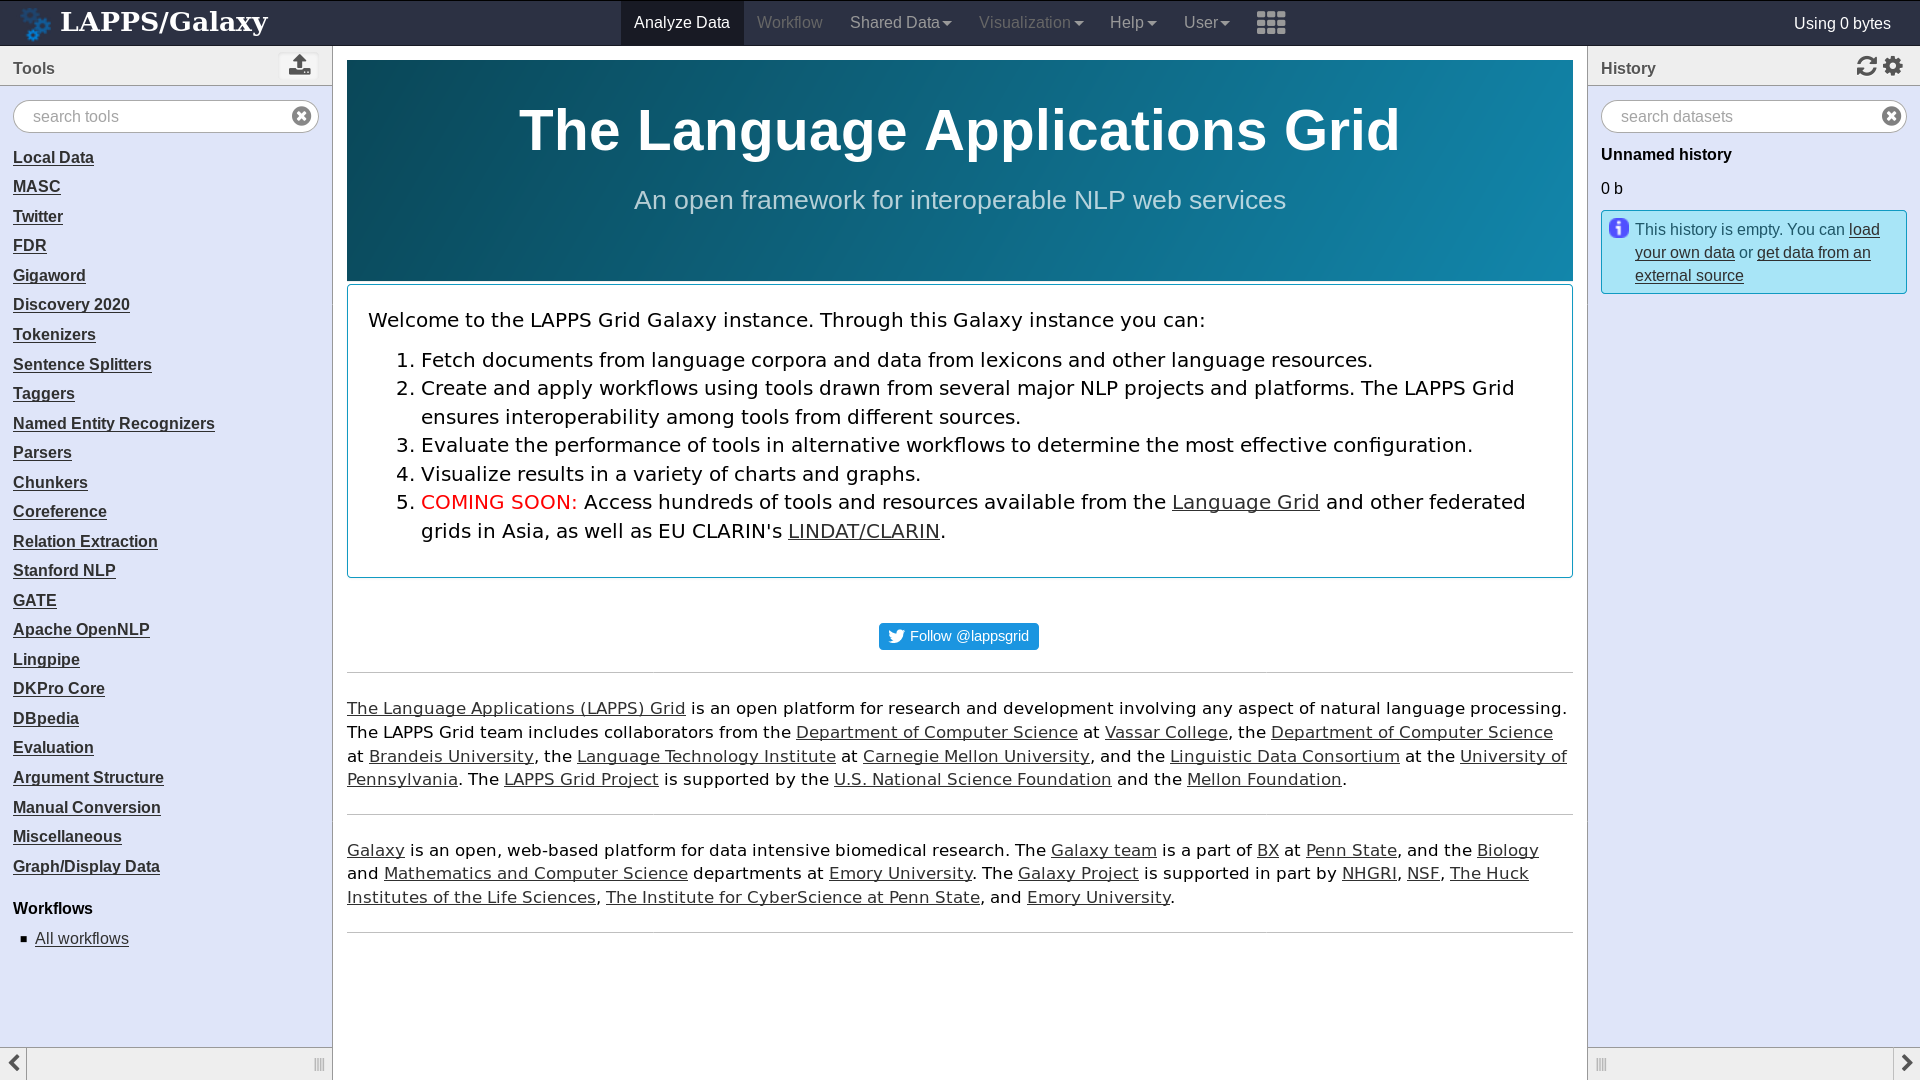 LAPPS/Galaxy
Analyze Data Workflow Shared Data Visualization Help User
Using 0 bytes
Tools
search tools
Local Data
MASC
Twitter
FDR
Gigaword
Discovery 2020
Tokenizers
Sentence Splitters
Taggers
Named Entity Recognizers
Parsers
Chunkers
Coreference
Relation Extraction
Stanford NLP
GATE
Apache OpenNLP
Lingpipe
DKPro Core
DBpedia
Evaluation
Argument Structure
Manual Conversion
Miscellaneous
Graph/Display Data
Workflows
All workflows
The Language Applications Grid
An open framework for interoperable NLP web services
Welcome to the LAPPS Grid Galaxy instance. Through this Galaxy instance you can:
1. Fetch documents from language corpora and data from lexicons and other language resources.
2. Create and apply workflows using tools drawn from several major NLP projects and platforms. The LAPPS Grid
ensures interoperability among tools from different sources.
3. Evaluate the performance of tools in alternative workflows to determine the most effective configuration.
4. Visualize results in a variety of charts and graphs.
5. COMING SOON: Access hundreds of tools and resources available from the Language Grid and other federated
grids in Asia, as well as EU CLARIN's LINDAT/CLARIN.
Follow @lappsgrid
The Language Applications (LAPPS) Grid is an open platform for research and development involving any aspect of natural language processing.
The LAPPS Grid team includes collaborators from the Department of Computer Science at Vassar College, the Department of Computer Science
at Brandeis University, the Language Technology Institute at Carnegie Mellon University, and the Linguistic Data Consortium at the University of
Pennsylvania. The LAPPS Grid Project is supported by the U.S. National Science Foundation and the Mellon Foundation.
Galaxy is an open, web-based platform for data intensive biomedical research. The Galaxy team is a part of BX at Penn State, and the Biology
and Mathematics and Computer Science departments at Emory University. The Galaxy Project is supported in part by NHGRI, NSF, The Huck
Institutes of the Life Sciences, The Institute for CyberScience at Penn State, and Emory University.
History
search datasets
Unnamed history
0 b
This history is empty. You can load
your own data or get data from an
external source